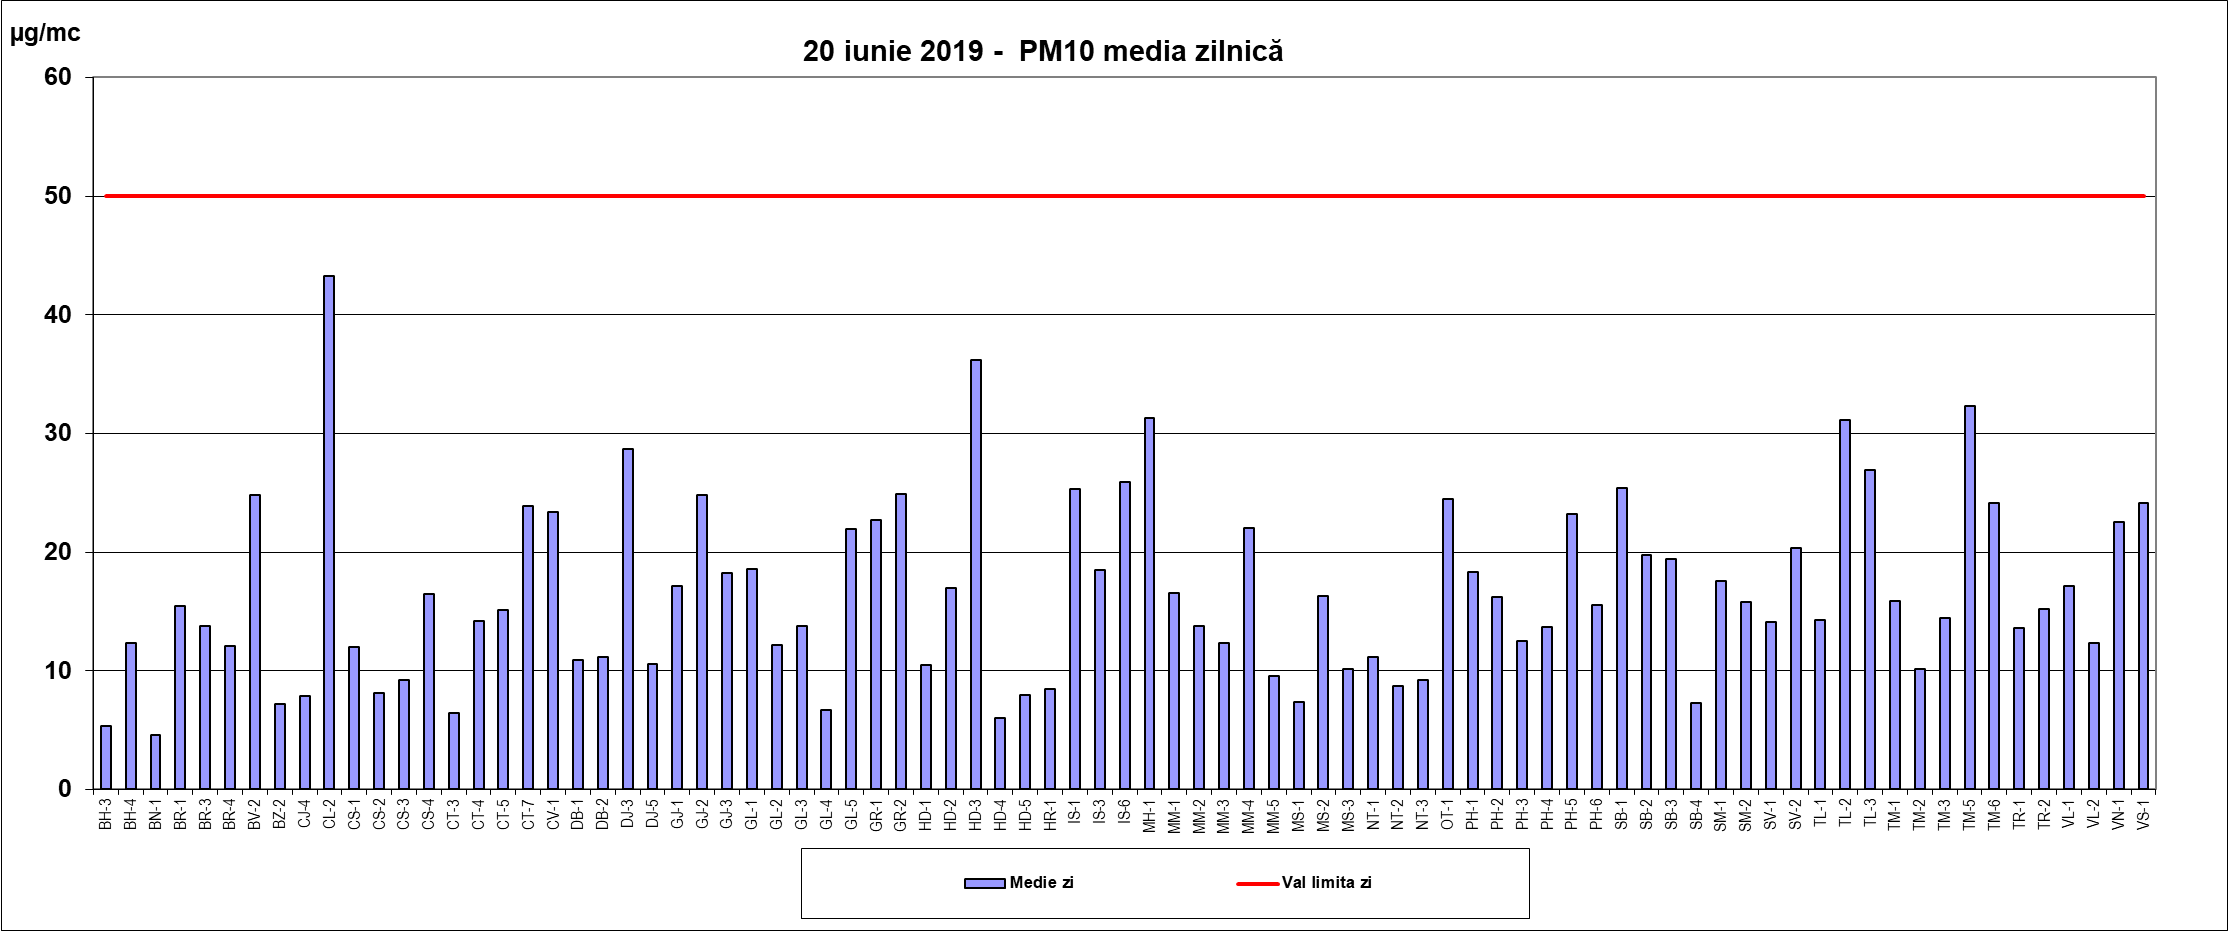 µg/mc
20 iunie 2019 - PM10 media zilnică
60
50
40
30
20
10
0
BH-3 BH-4 BN-1 BR-1 BR-3 BR-4 BV-2 BZ-2 CJ-4 CL-2 CS-1 CS-2 CS-3 CS-4 CT-3 CT-4 CT-5 CT-7 CV-1 DB-1 DB-2 DJ-3 DJ-5 GJ-1 GJ-2 GJ-3 GL-1 GL-2 GL-3 GL-4 GL-5 GR-1 GR-2 HD-1 HD-2 HD-3 HD-4 HD-5 HR-1 IS-1 IS-3 IS-6 MH-1 MM-1 MM-2 MM-3 MM-4 MM-5 MS-1 MS-2 MS-3 NT-1 NT-2 NT-3 OT-1 PH-1 PH-2 PH-3 PH-4 PH-5 PH-6 SB-1 SB-2 SB-3 SB-4 SM-1 SM-2 SV-1 SV-2 TL-1 TL-2 TL-3 TM-1 TM-2 TM-3 TM-5 TM-6 TR-1 TR-2 VL-1 VL-2 VN-1 VS-1
Medie zi Val limita zi